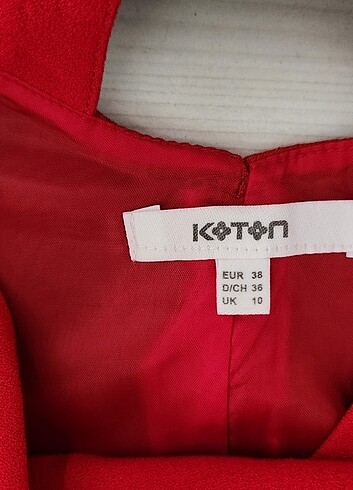 KOTON
EUR 38
D/CH 36
UK 10